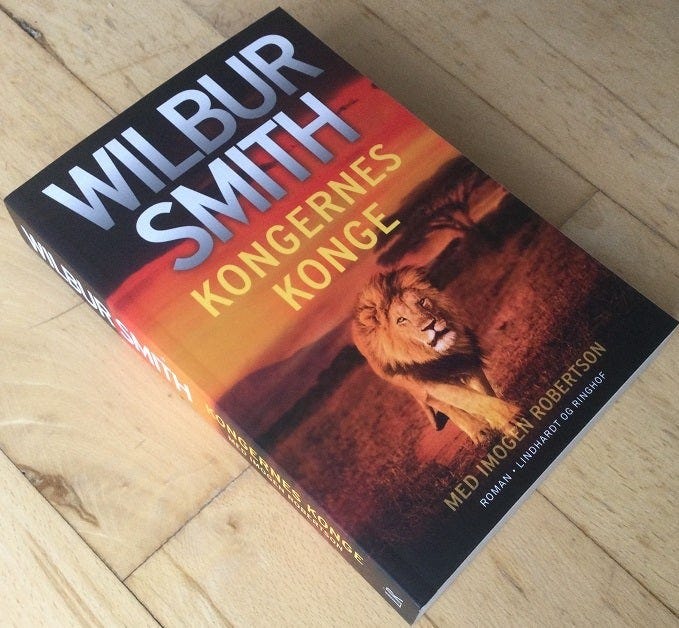 WILBUR
SMITH
KONGERNES
KONGE
MED IMOGEN ROBERTSON
ROMAN · LINDHARDT OG RINGHOF
WILBUR SMITH
KONGERNES KONGE
MED IMOGEN ROBERTSON